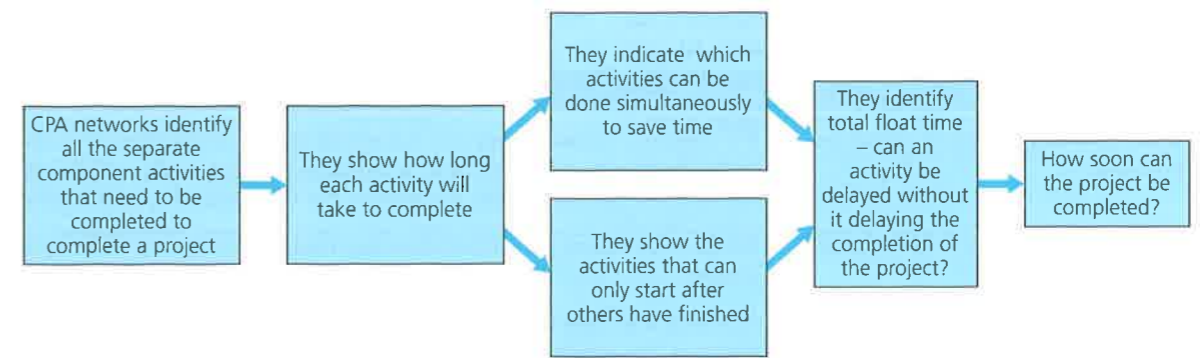 CPA networks identify
all the separate
component activities
that need to be
completed to
complete a project
They show how long
each activity will
take to complete
They indicate which
activities can be
done simultaneously
to save time
They show the
activities that can
only start after
others have finished
They identify
total float time
– can an
activity be
delayed without
it delaying the
completion of
the project?
How soon can
the project be
completed?